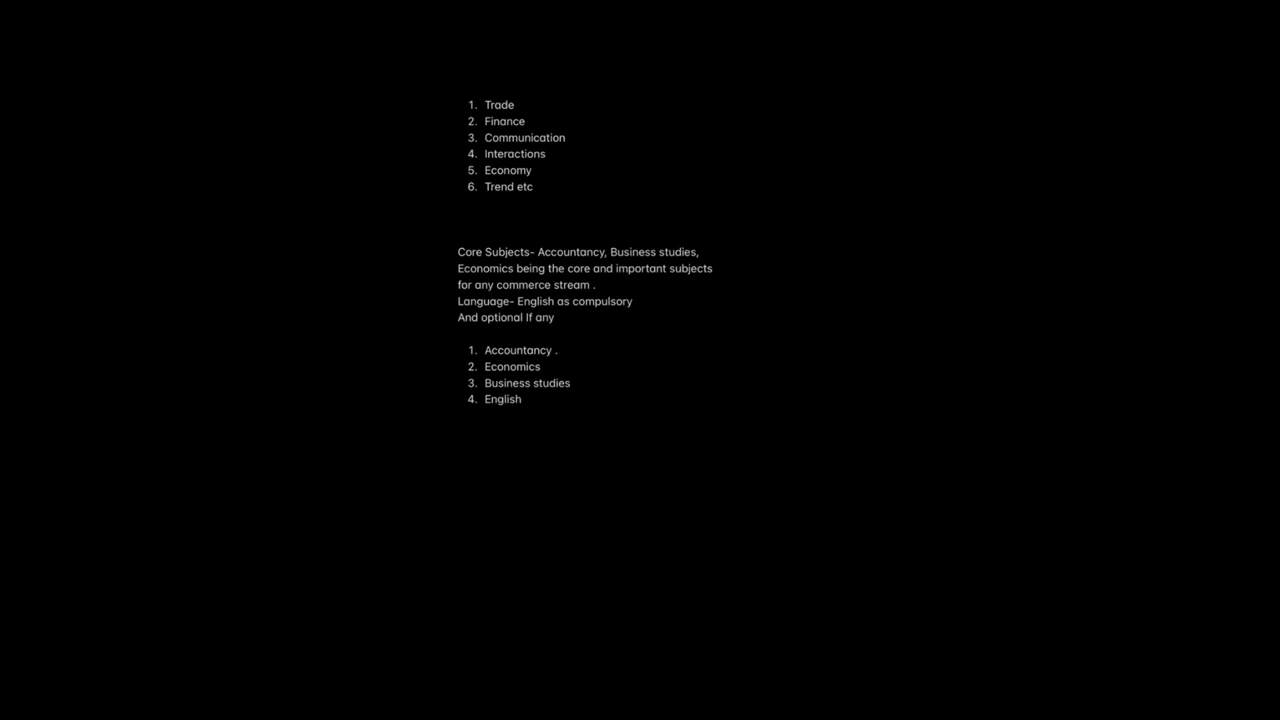 1. Trade
2. Finance
3. Communication
4. Interactions
5. Economy
6. Trend etc
Core Subjects- Accountancy, Business studies,
Economics being the core and important subjects
for any commerce stream .
Language- English as compulsory
And optional If any
1. Accountancy .
2. Economics
3. Business studies
4. English